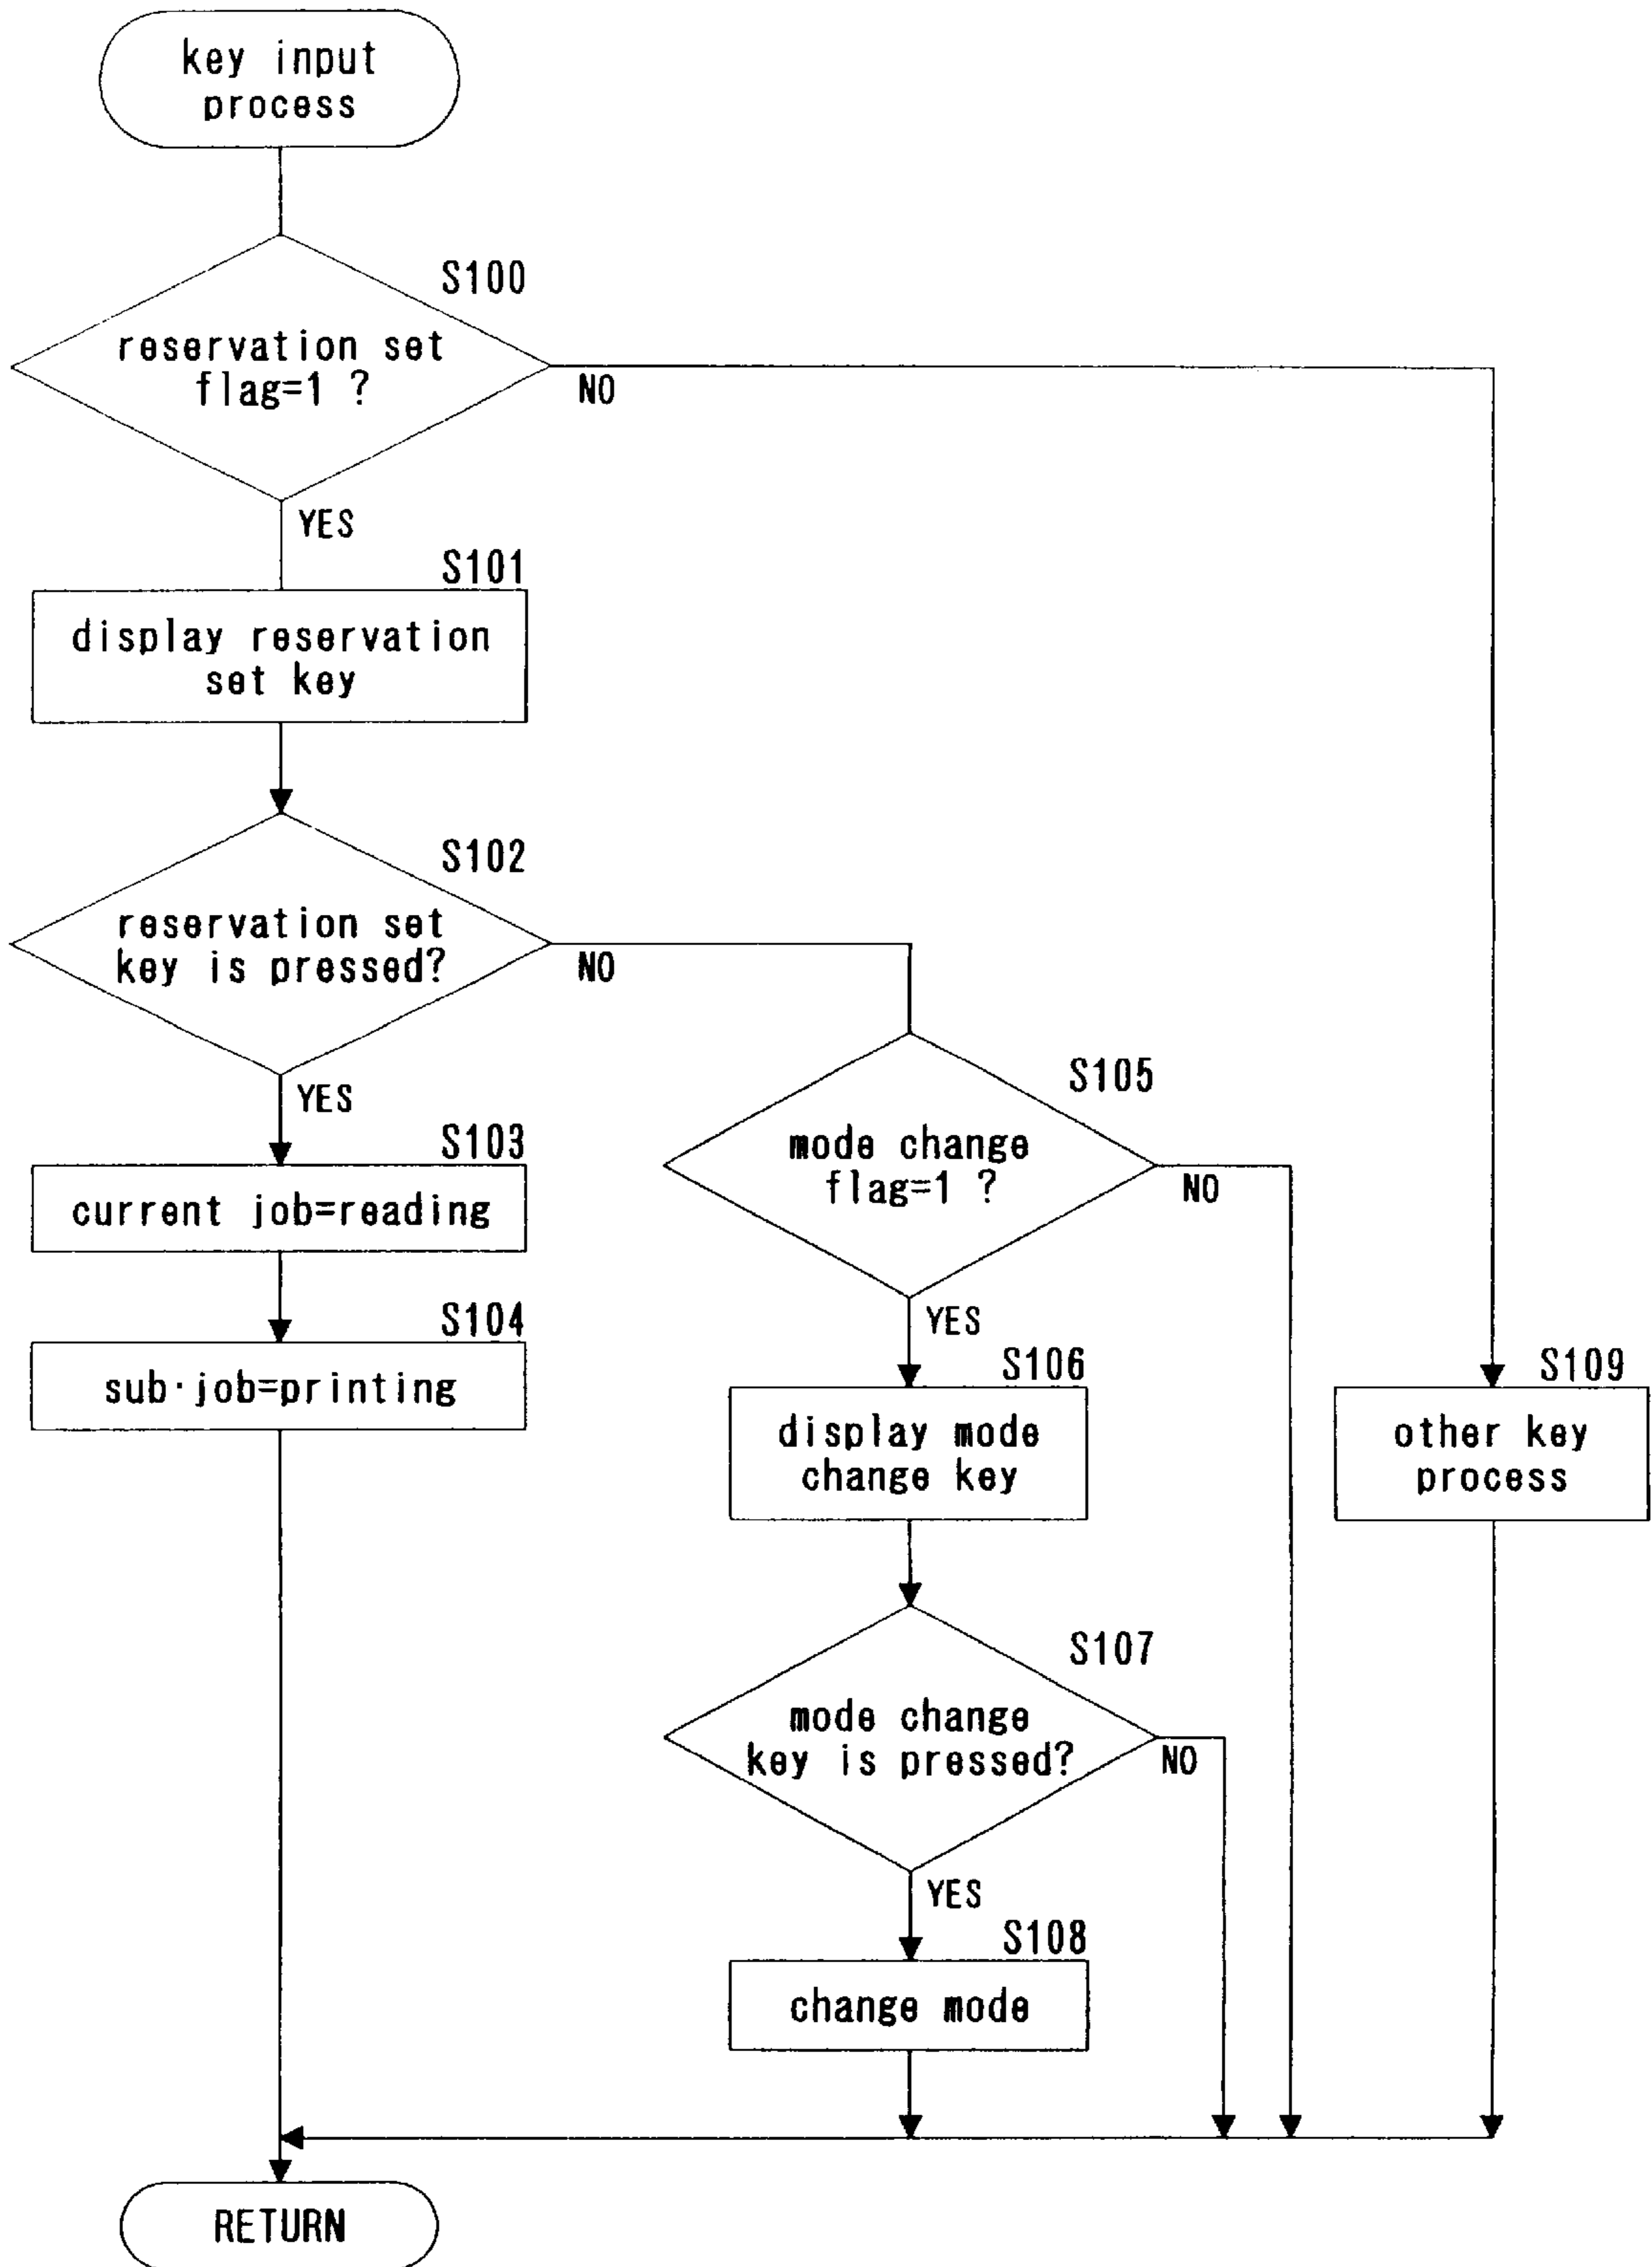 key input
process
S100
reservation set
flag=1 ?
NO
YES
S101
display reservation
set key
S102
reservation set
key is pressed?
NO
YES
S105
mode change
flag=1 ?
NO
S103
current job=reading
YES
S104
sub·job=printing
S106
display mode
change key
S109
other key
process
S107
mode change
key is pressed?
NO
YES
S108
change mode
RETURN